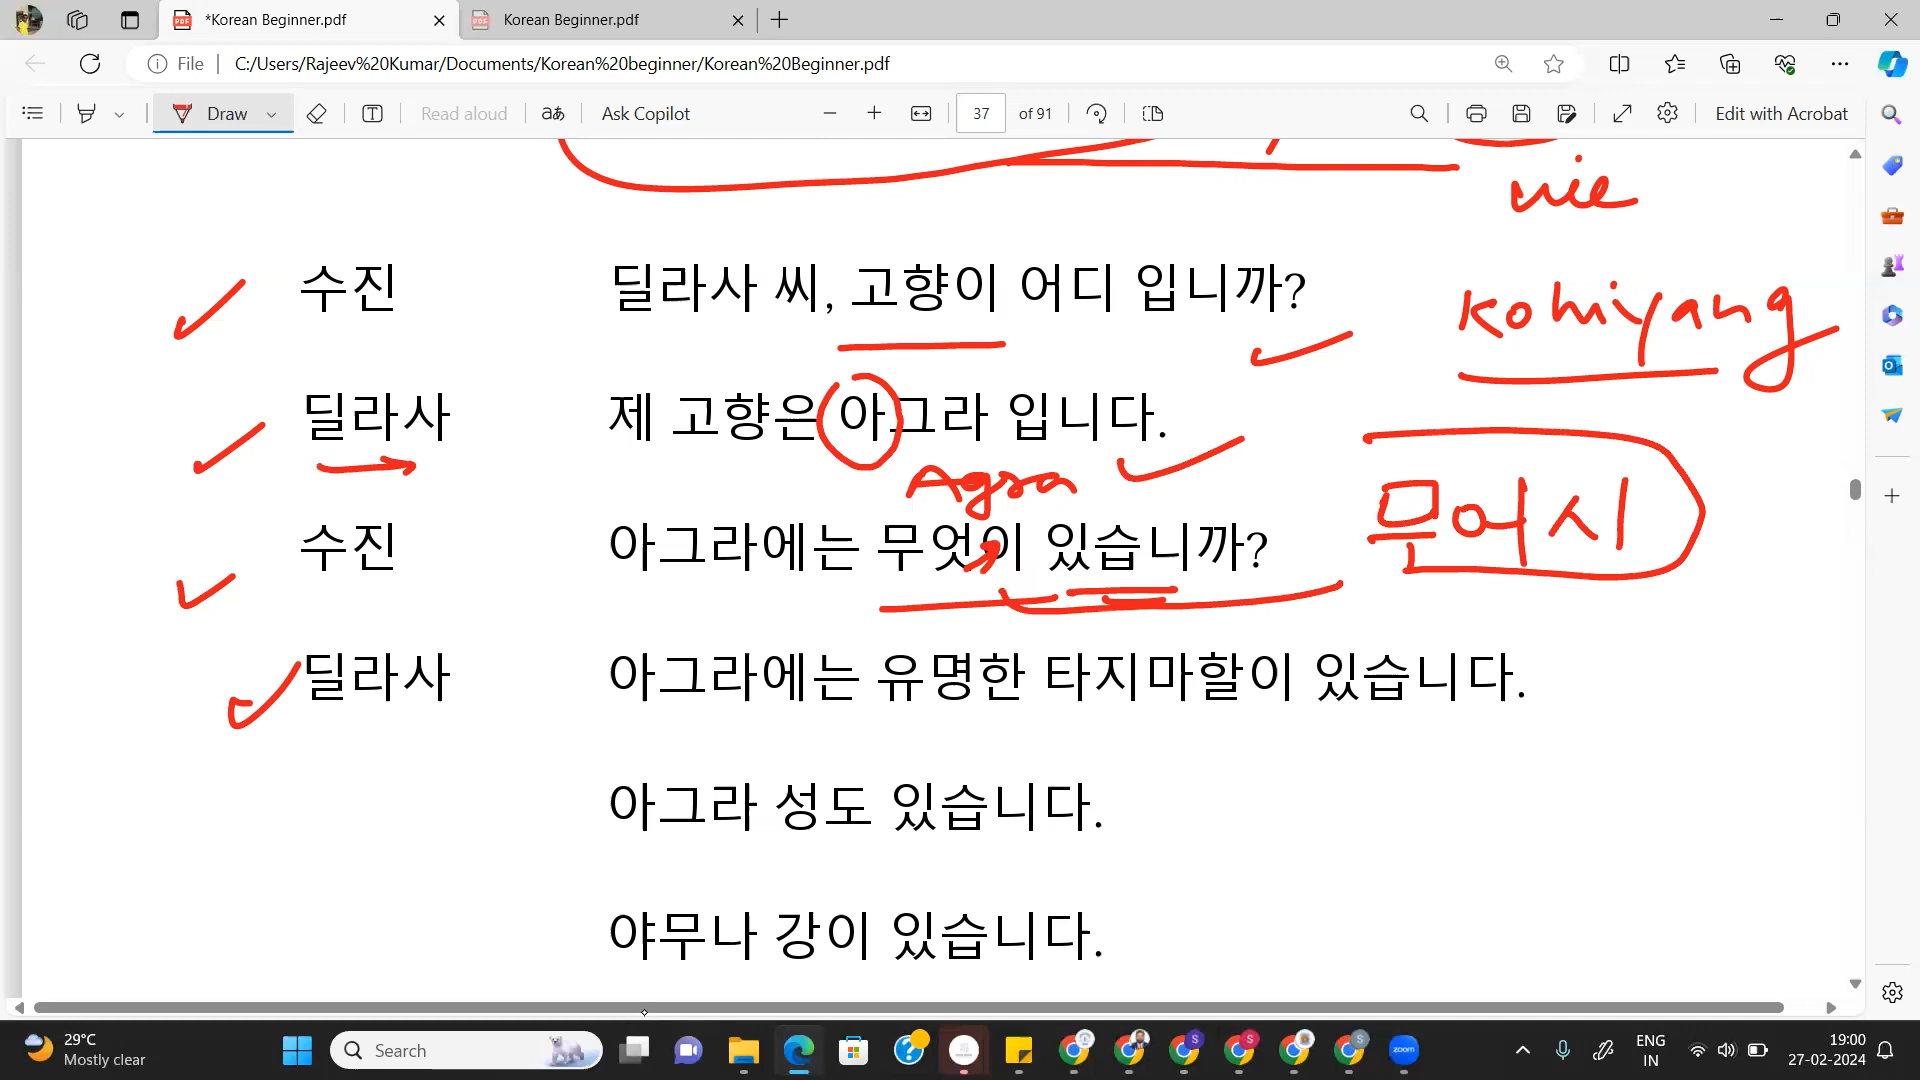 *Korean Beginner.pdf
Korean Beginner.pdf
File
C:/Users/Rajeev%20Kumar/Documents/Korean%20beginner/Korean%20Beginner.pdf
Draw
Read aloud
aあ
Ask Copilot
37 of 91
Edit with Acrobat
수진 딜라사 씨, 고향이 어디 입니까?
Kohiyang
딜라사 제 고향은 아그라 입니다.
Agra
수진 아그라에는 무엇이 있습니까?
무어시
딜라사 아그라에는 유명한 타지마할이 있습니다.
아그라 성도 있습니다.
야무나 강이 있습니다.
29°C
Mostly clear
Search
zoom
ENG
IN
19:00
27-02-2024